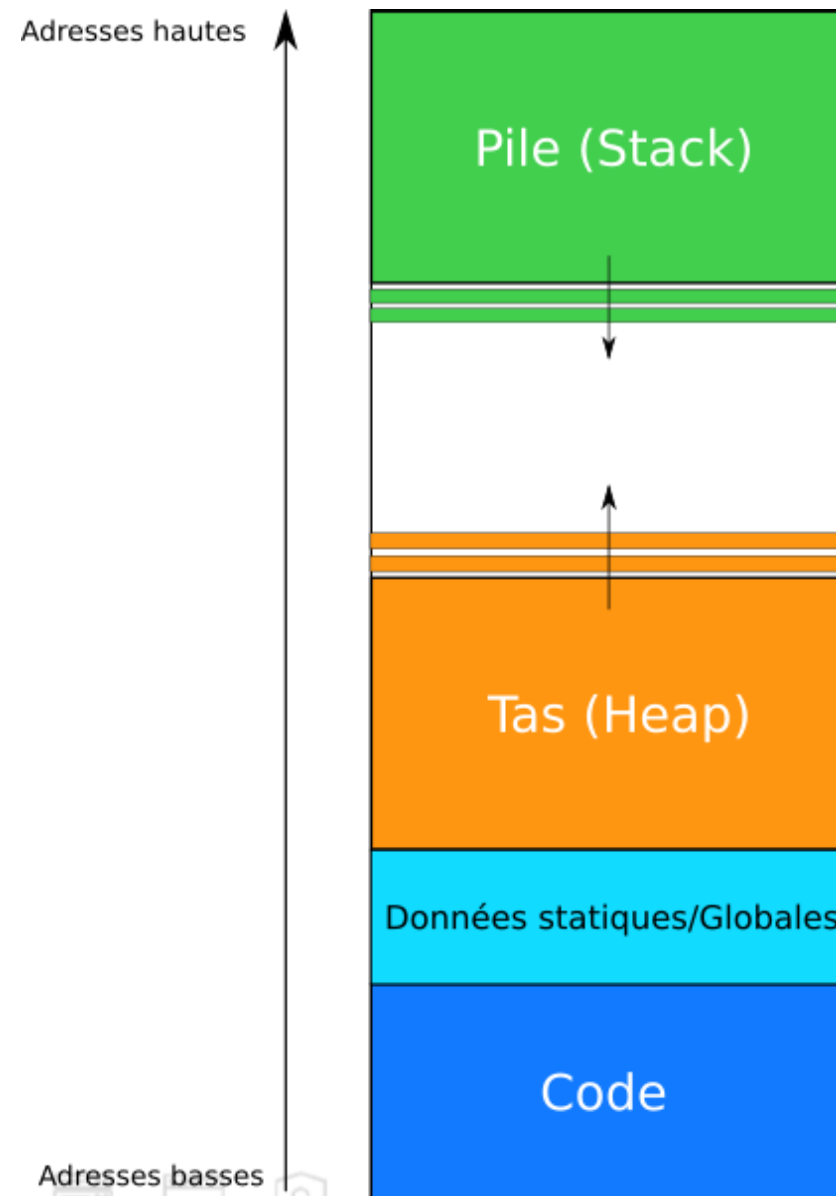 Adresses hautes
Pile (Stack)
Tas (Heap)
Données statiques/Globales
Code
Adresses basses